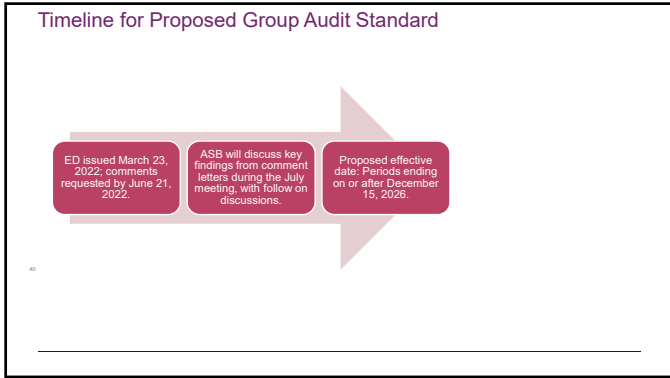 Timeline for Proposed Group Audit Standard
ED issued March 23,
2022; comments
requested by June 21,
2022.
ASB will discuss key
findings from comment
letters during the July
meeting, with follow on
discussions.
Proposed effective
date: Periods ending
on or after December
15, 2026.
40